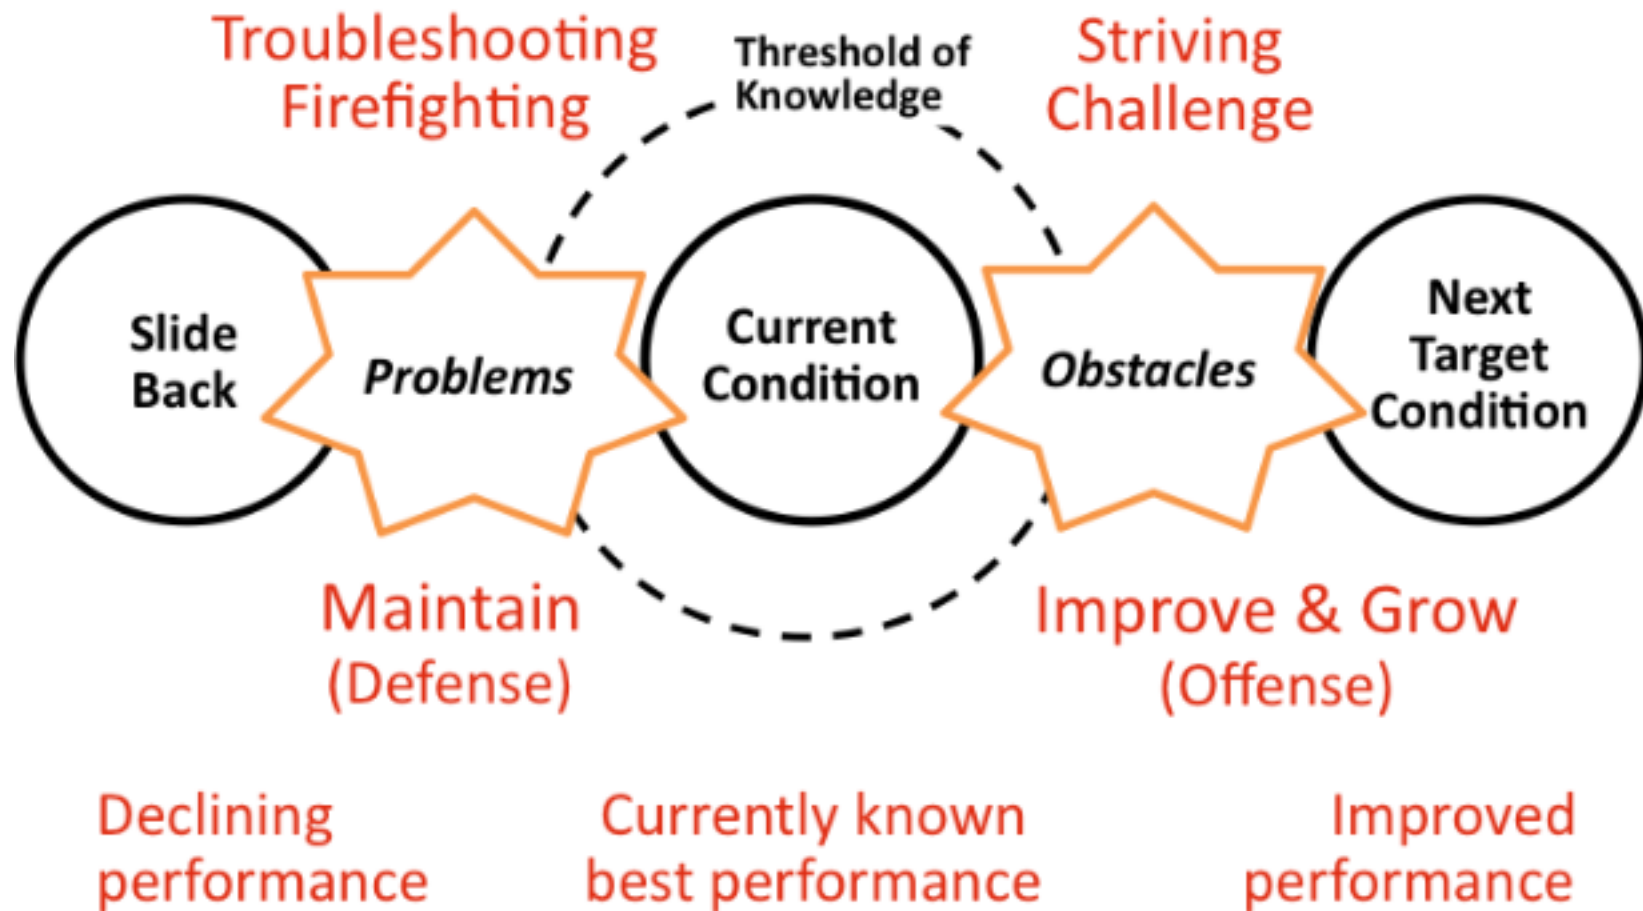 Troubleshooting
Firefighting
Threshold of
Knowledge
Striving
Challenge
Slide
Back
Problems
Current
Condition
Obstacles
Next
Target
Condition
Maintain
(Defense)
Improve & Grow
(Offense)
Declining
performance
Currently known
best performance
Improved
performance